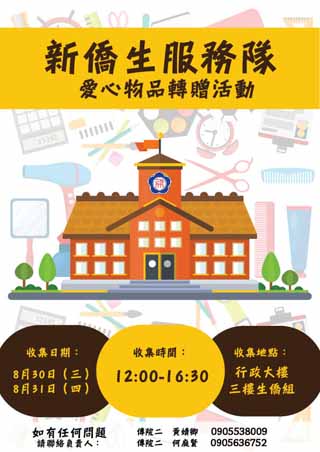 新僑生服務隊
愛心物品轉贈活動
收集日期：
8月30日（三）
8月31日（四）
收集時間：
12:00-16:30
收集地點：
行政大樓
三樓生僑組
如有任何問題
請聯絡負責人：
傳院二 黃婧卿 0905538009
傳院二 何庭賢 0905636752